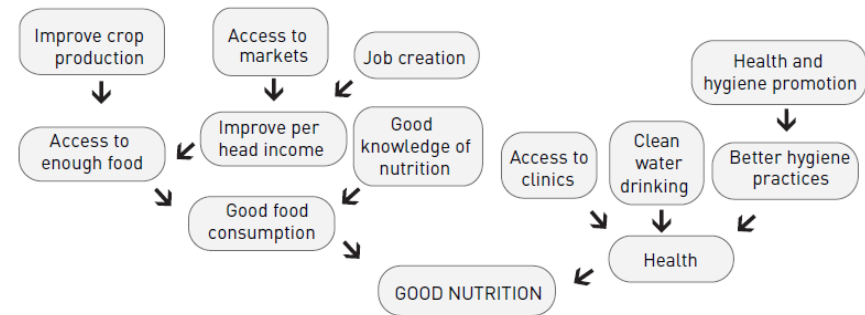 Improve crop
production
Access to
markets
Job creation
Health and
hygiene promotion
Access to
enough food
Improve per
head income
Good
knowledge of
nutrition
Access to
clinics
Clean
water
drinking
Better hygiene
practices
Good food
consumption
Health
GOOD NUTRITION